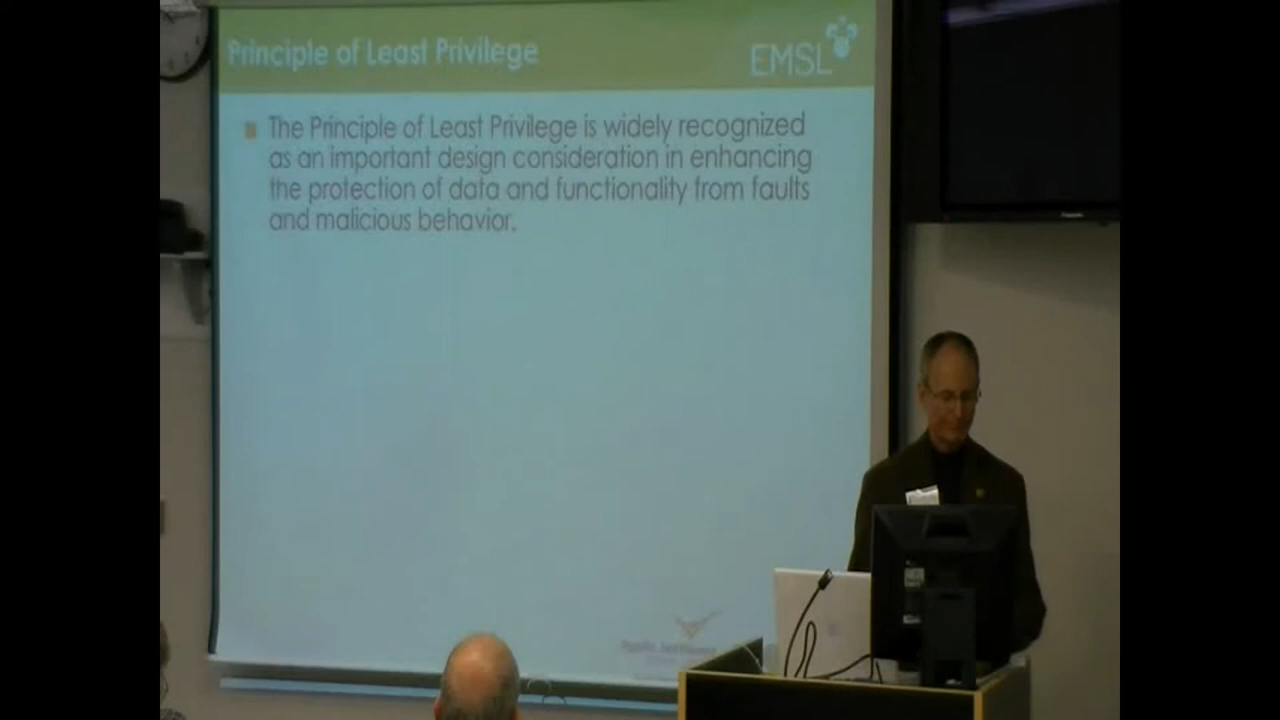 Principle of Least Privilege
EMSL
The Principle of Least Privilege is widely recognized
as an important design consideration in enhancing
the protection of data and functionality from faults
and malicious behavior.